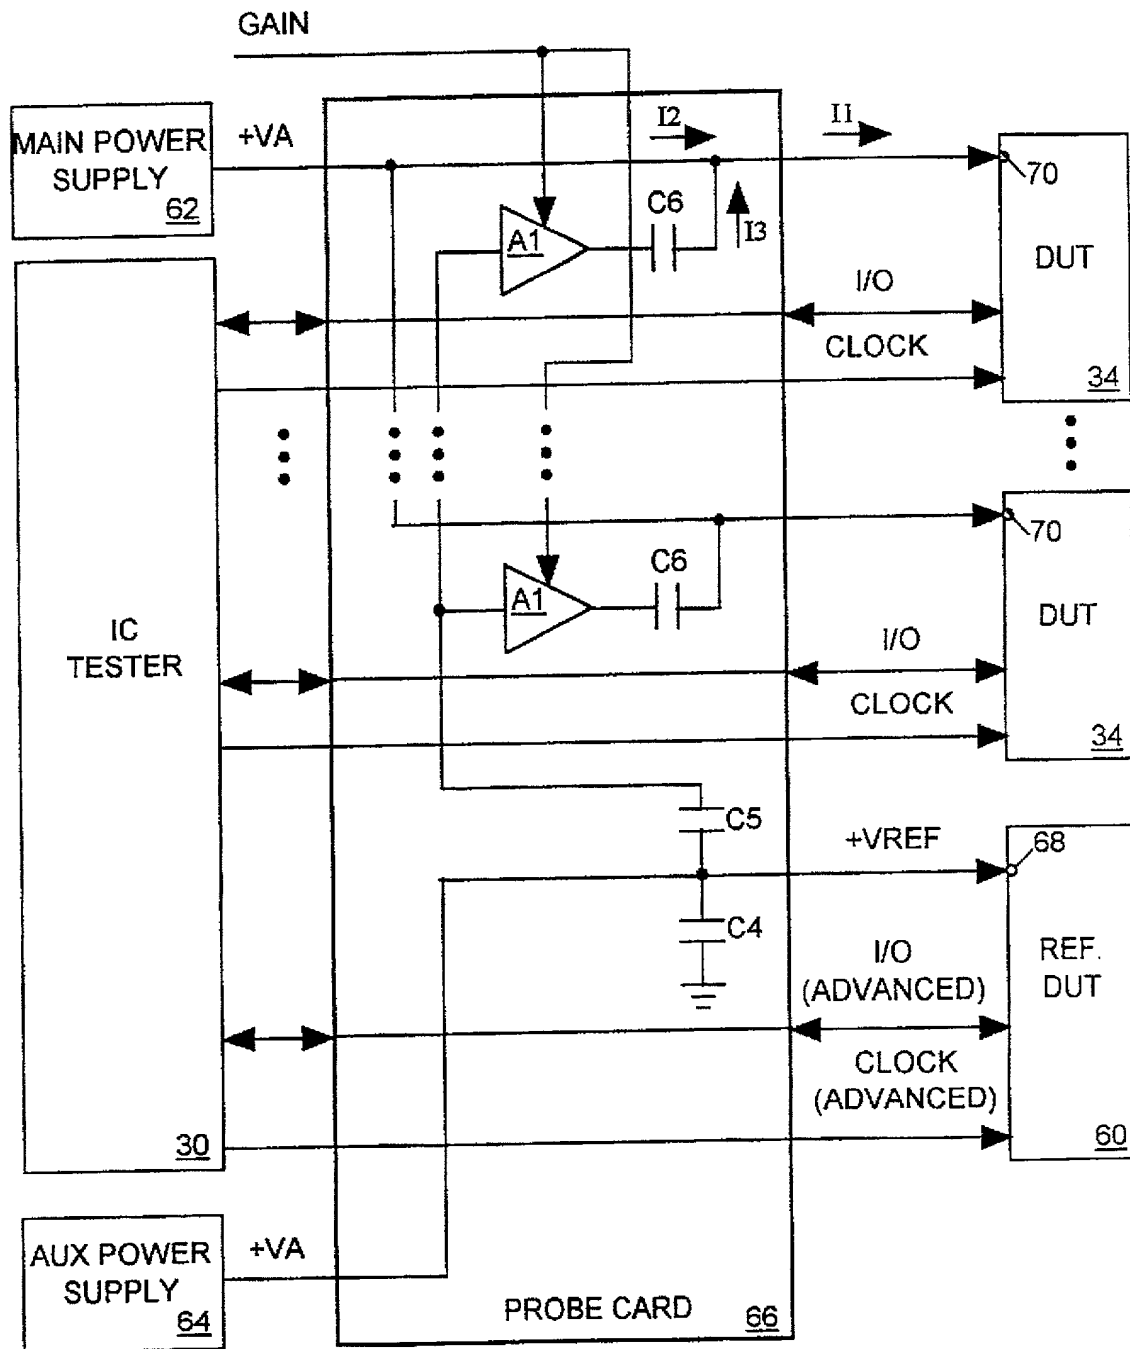 GAIN
MAIN POWER
SUPPLY
62
+VA
I2
I1
70
A1
C6
I3
DUT
I/O
CLOCK
34
70
C6
A1
DUT
IC
TESTER
I/O
CLOCK
34
C5
+VREF
68
C4
REF.
DUT
I/O
(ADVANCED)
CLOCK
(ADVANCED)
30
60
AUX POWER
SUPPLY
64
+VA
PROBE CARD
66